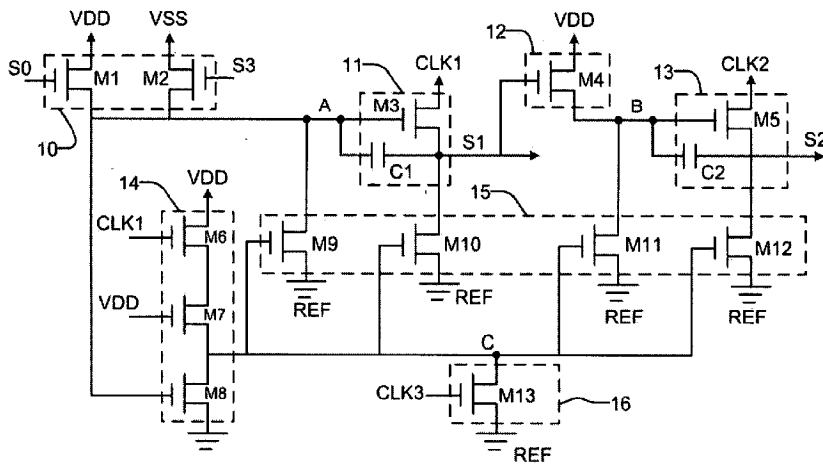 VDD
VSS
S0
M1
M2
S3
10
11
CLK1
A
M3
C1
S1
12
VDD
M4
13
CLK2
B
M5
C2
S2
14
VDD
CLK1
M6
VDD
M7
M8
15
M9
REF
M10
REF
M11
REF
M12
REF
C
CLK3
M13
16
REF